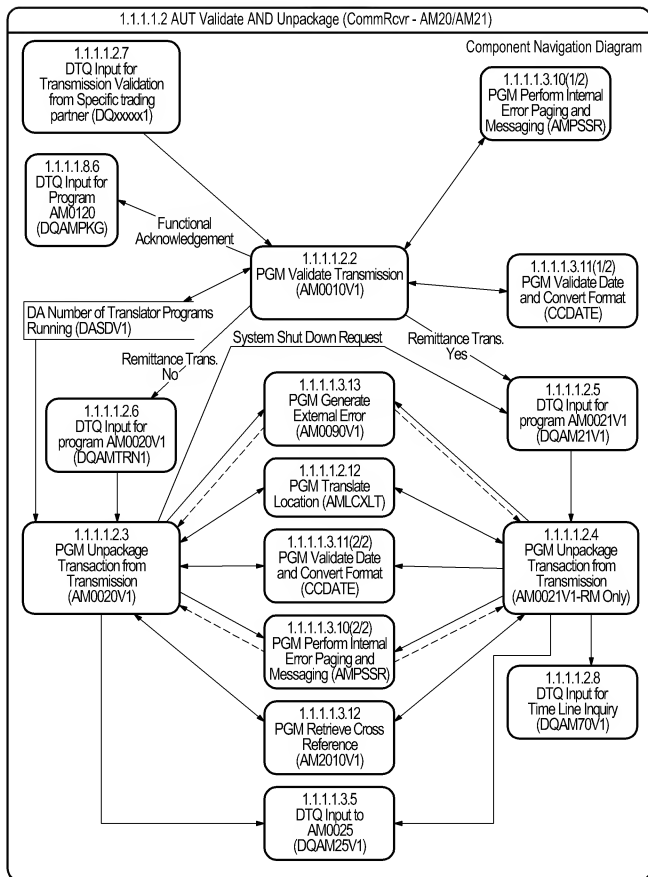 1.1.1.1.2 AUT Validate AND Unpackage (CommRcvr - AM20/AM21)
Component Navigation Diagram
1.1.1.1.2.7
DTQ Input for
Transmission Validation
from Specific trading
partner (DQxxxxx1)
1.1.1.1.3.10(1/2)
PGM Perform Internal
Error Paging and
Messaging (AMPSSR)
1.1.1.1.8.6
DTQ Input for
Program
AM0120
(DQAMPKG)
Functional
Acknowledgement
1.1.1.1.2.2
PGM Validate Transmission
(AM0010V1)
1.1.1.1.3.11(1/2)
PGM Validate Date
and Convert Format
(CCDATE)
DA Number of Translator Programs
Running (DASDV1)
System Shut Down Request
Remittance Trans.
Yes
Remittance Trans.
No
1.1.1.1.2.6
DTQ Input for
program AM0020V1
(DQAMTRN1)
1.1.1.1.3.13
PGM Generate
External Error
(AM0090V1)
1.1.1.1.2.5
DTQ Input for
program AM0021V1
(DQAM21V1)
1.1.1.1.2.12
PGM Translate
Location (AMLCXLT)
1.1.1.1.2.3
PGM Unpackage
Transaction from
Transmission
(AM0020V1)
1.1.1.1.3.11(2/2)
PGM Validate Date
and Convert Format
(CCDATE)
1.1.1.1.2.4
PGM Unpackage
Transaction from
Transmission
(AM0021V1-RM Only)
1.1.1.1.3.10(2/2)
PGM Perform Internal
Error Paging and
Messaging (AMPSSR)
1.1.1.1.2.8
DTQ Input for
Time Line Inquiry
(DQAM70V1)
1.1.1.1.3.12
PGM Retrieve Cross
Reference
(AM2010V1)
1.1.1.1.3.5
DTQ Input to
AM0025
(DQAM25V1)